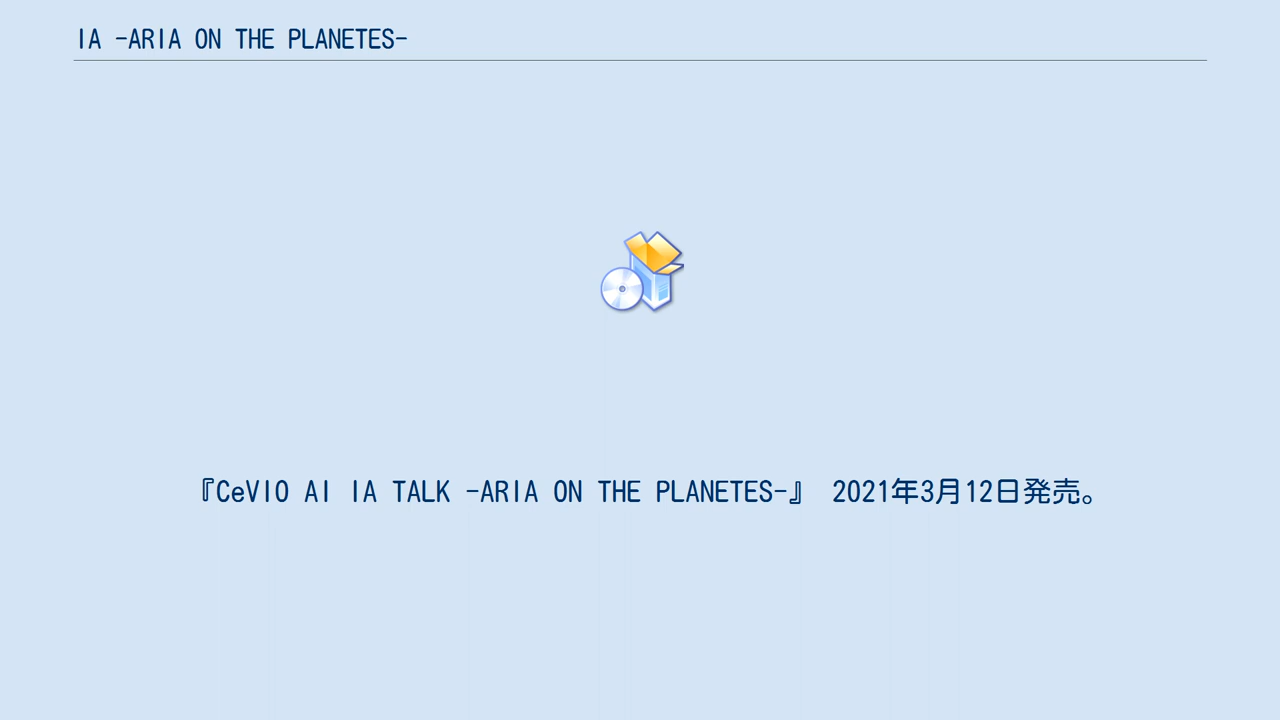 IA -ARIA ON THE PLANETES-
『CeVIO AI IA TALK -ARIA ON THE PLANETES-』 2021年3月12日発売。